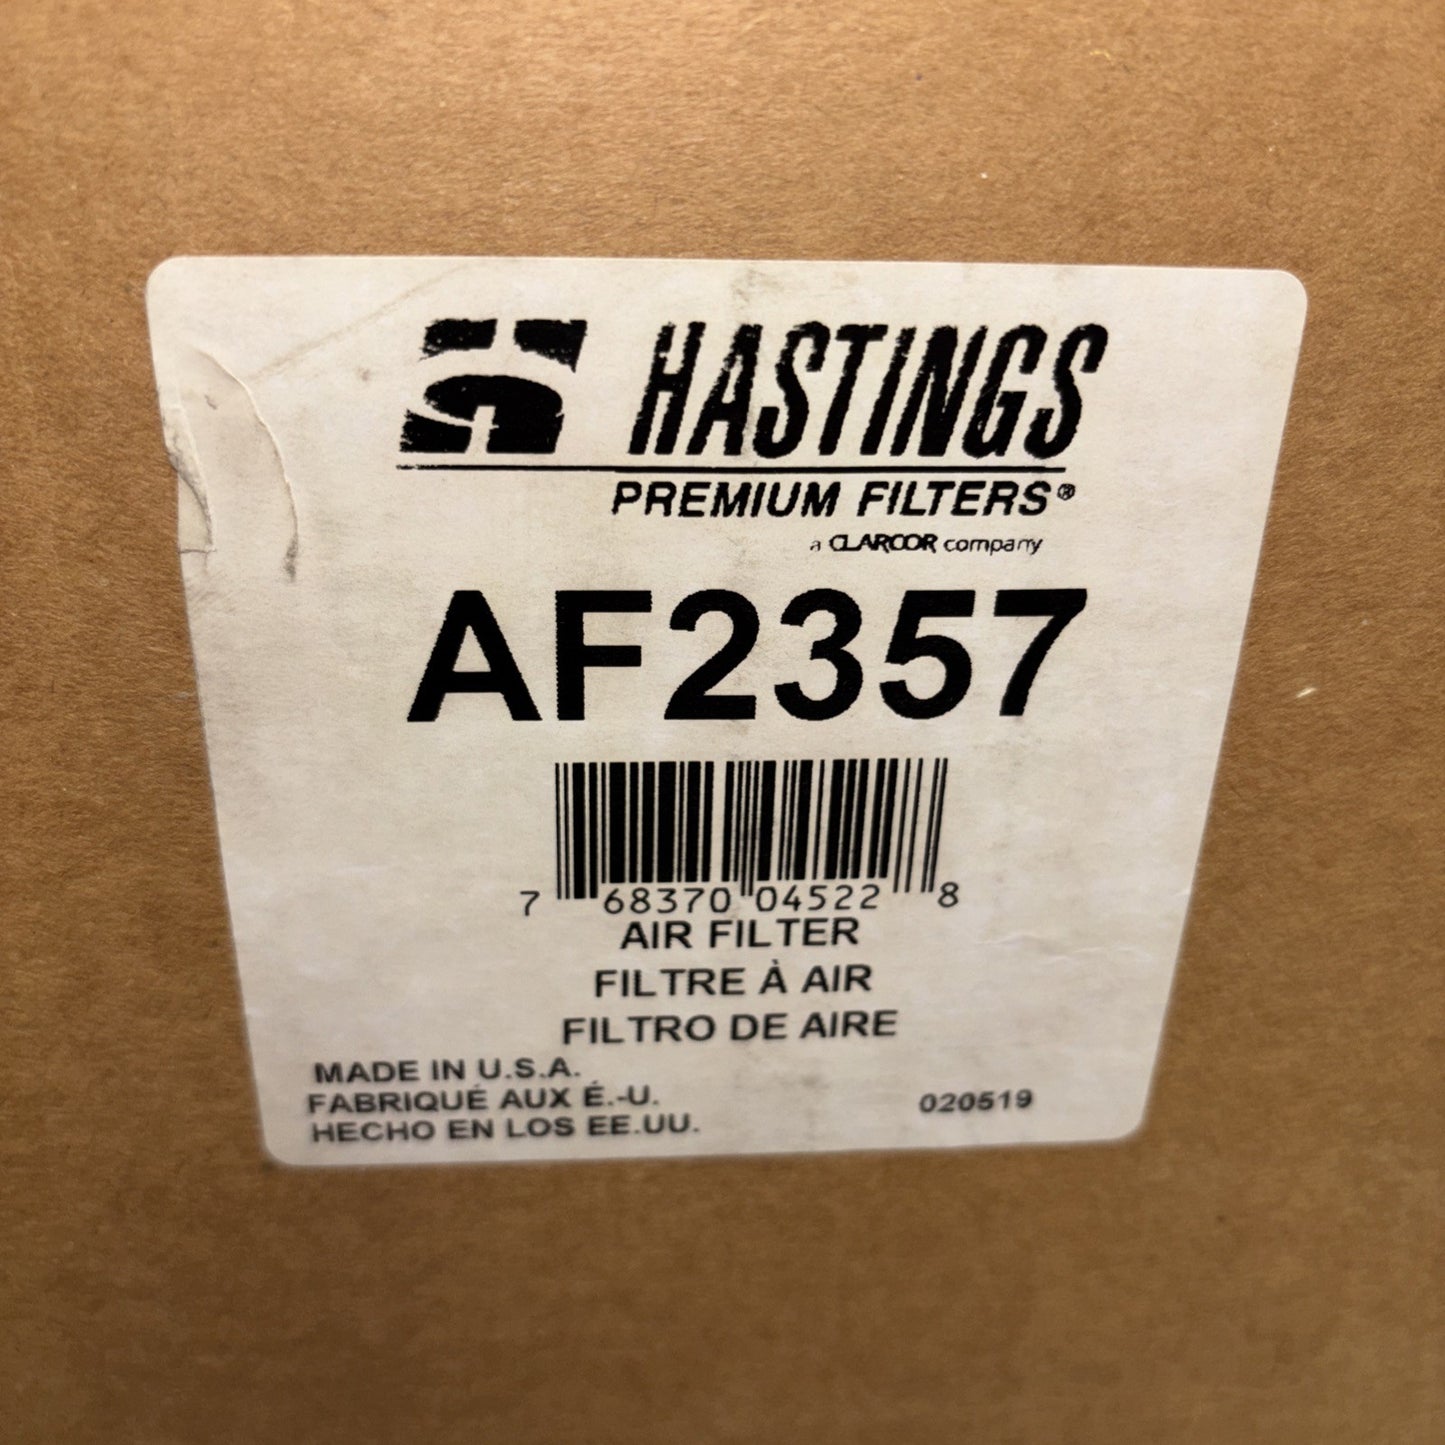 HASTINGS
PREMIUM FILTERS®
a CLARCOR company
AF2357
7 68370 04522 8
AIR FILTER
FILTRE À AIR
FILTRO DE AIRE
MADE IN U.S.A.
FABRIQUÉ AUX É.-U.
HECHO EN LOS EE.UU.
020519